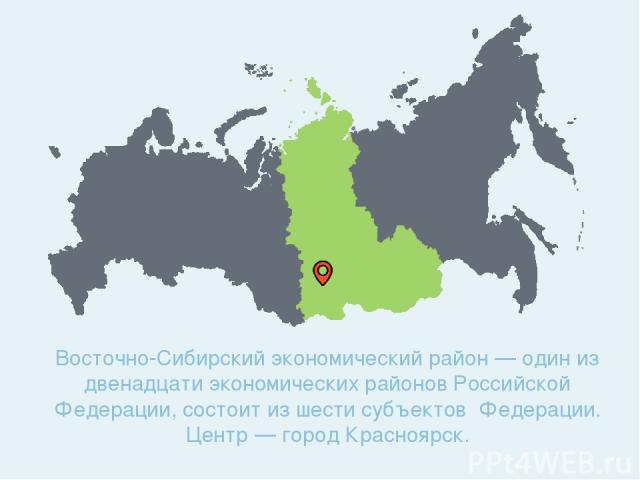 Восточно-Сибирский экономический район — один из
двенадцати экономических районов Российской
Федерации, состоит из шести субъектов Федерации.
Центр — город Красноярск.
PPt4WEB.ru